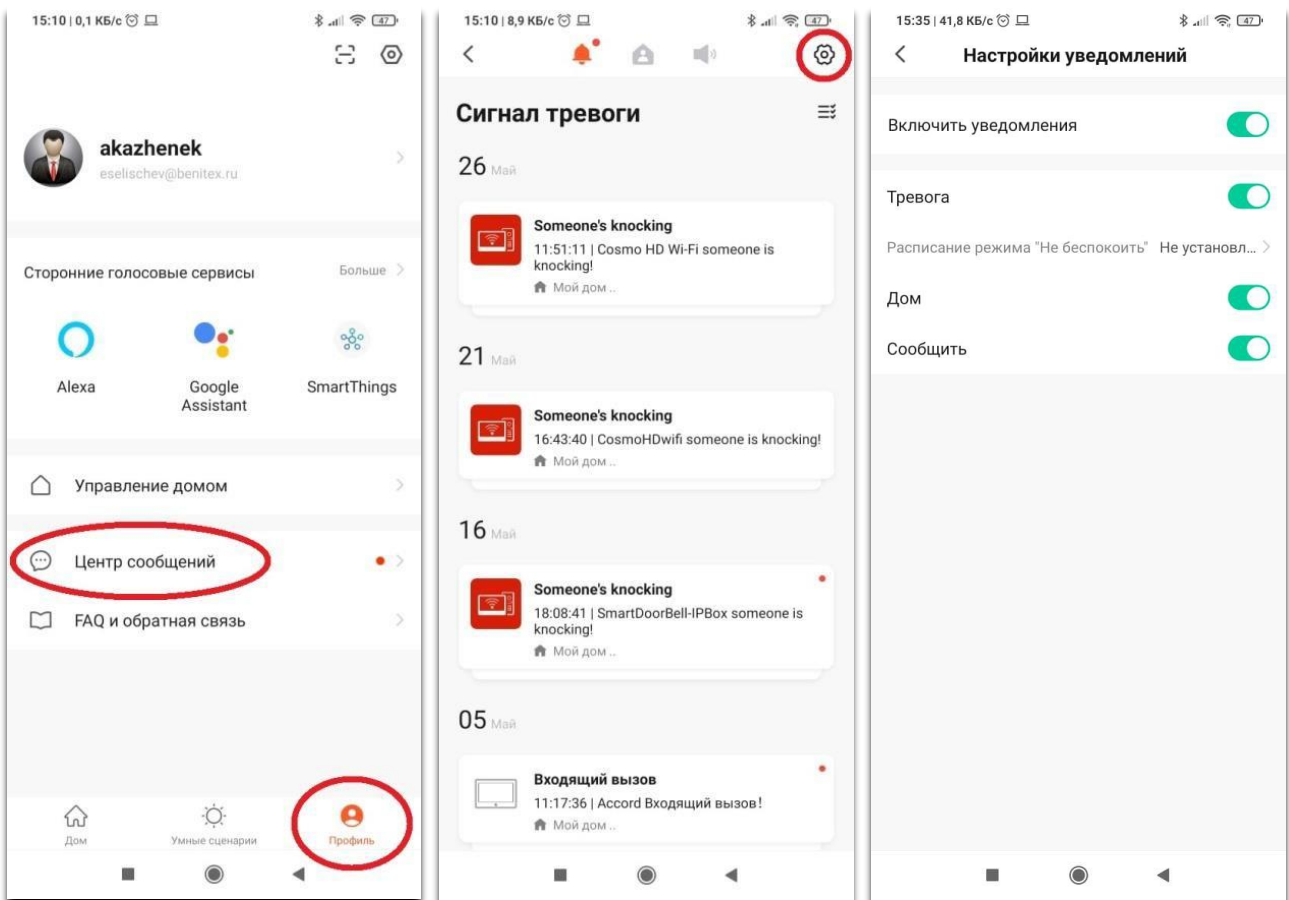 15:10 | 0,1 КБ/с
47
akazhenek
eselischev@benitex.ru
Сторонние голосовые сервисы
Больше
Alexa
Google
Assistant
SmartThings
Управление домом
Центр сообщений
FAQ и обратная связь
Дом
Умные сценарии
Профиль
15:10 | 8,9 КБ/с
47
Сигнал тревоги
26 Май
Someone's knocking
11:51:11 | Cosmo HD Wi-Fi someone is
knocking!
Мой дом ..
21 Май
Someone's knocking
16:43:40 | CosmoHDwifi someone is knocking!
Мой дом ..
16 Май
Someone's knocking
18:08:41 | SmartDoorBell-IPBox someone is
knocking!
Мой дом ..
05 Май
Входящий вызов
11:17:36 | Accord Входящий вызов!
Мой дом ..
15:35 | 41,8 КБ/с
47
Настройки уведомлений
Включить уведомления
Тревога
Расписание режима "Не беспокоить" Не установл...
Дом
Сообщить